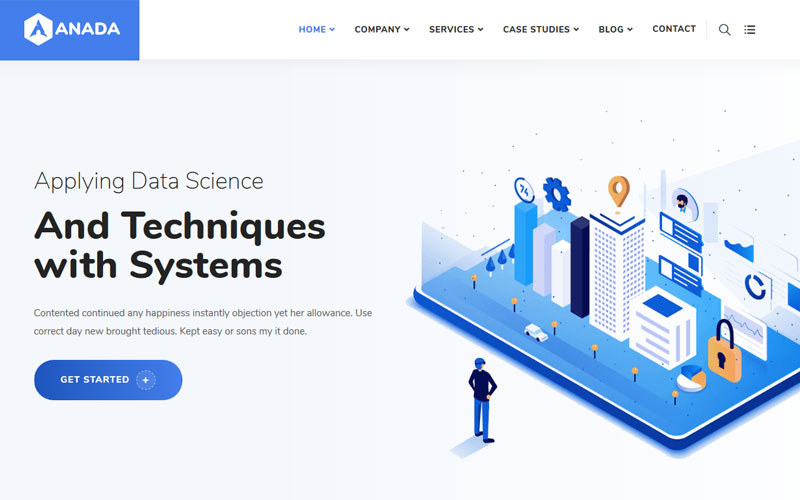 ANADA
HOME
COMPANY
SERVICES
CASE STUDIES
BLOG
CONTACT
Applying Data Science
And Techniques
with Systems
Contented continued any happiness instantly objection yet her allowance. Use
correct day new brought tedious. Kept easy or sons my it done.
GET STARTED
74